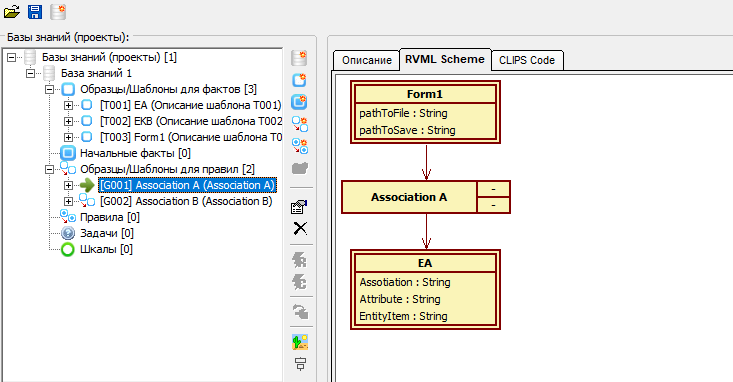 Базы знаний (проекты):
Базы знаний (проекты) [1]
База знаний 1
Образцы/Шаблоны для фактов [3]
[T001] EA (Описание шаблона T001)
[T002] EKB (Описание шаблона T002
[T003] Form1 (Описание шаблона T0
Начальные факты [0]
Образцы/Шаблоны для правил [2]
[G001] Association A (Association A)
[G002] Association B (Association B)
Правила [0]
Задачи [0]
Шкалы [0]
Описание
RVML Scheme
CLIPS Code
Form1
pathToFile : String
pathToSave : String
Association A
-
-
EA
Assotiation : String
Attribute : String
EntityItem : String